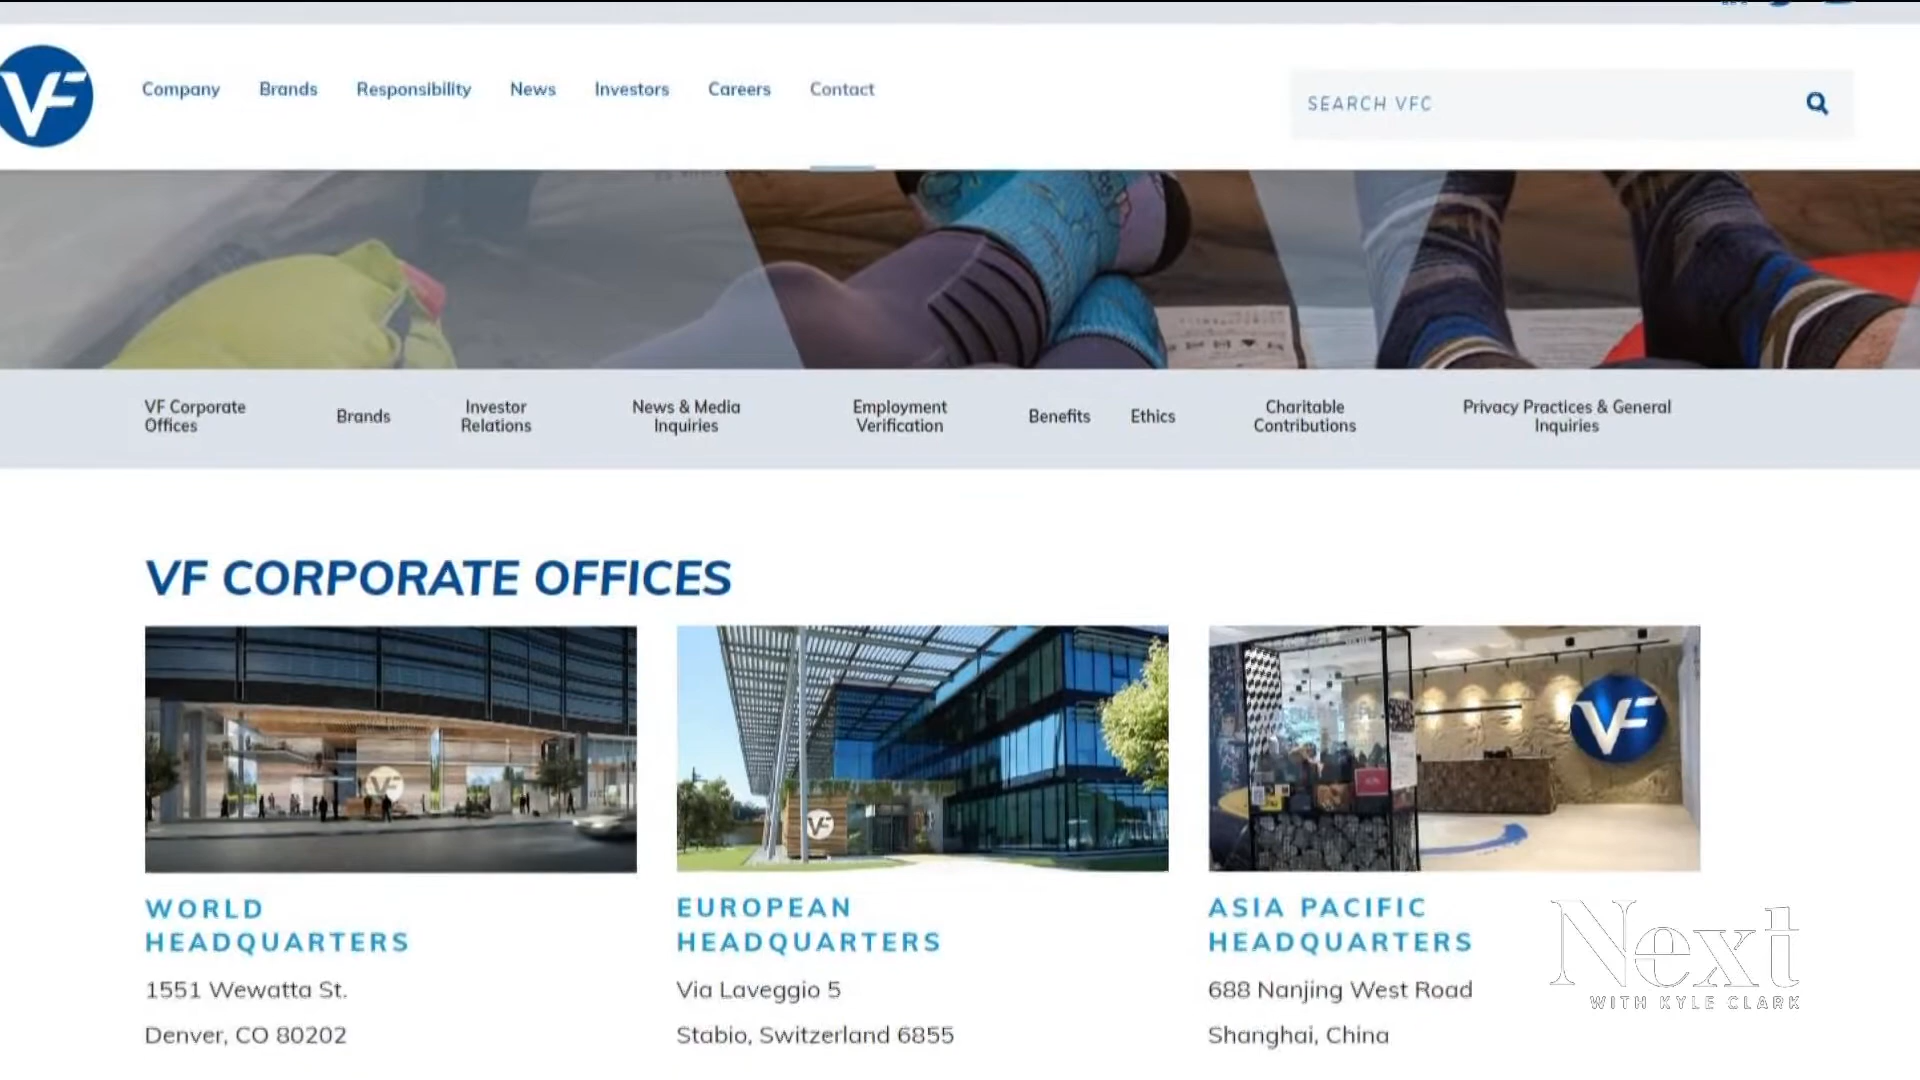 VF
Company Brands Responsibility News Investors Careers Contact
SEARCH VFC
VF Corporate
Offices
Brands
Investor
Relations
News & Media
Inquiries
Employment
Verification
Benefits
Ethics
Charitable
Contributions
Privacy Practices & General
Inquiries
VF CORPORATE OFFICES
VF
VF
VF
WORLD
HEADQUARTERS
1551 Wewatta St.
Denver, CO 80202
EUROPEAN
HEADQUARTERS
Via Laveggio 5
Stabio, Switzerland 6855
ASIA PACIFIC
HEADQUARTERS
688 Nanjing West Road
Shanghai, China
Next
WITH KYLE CLARK